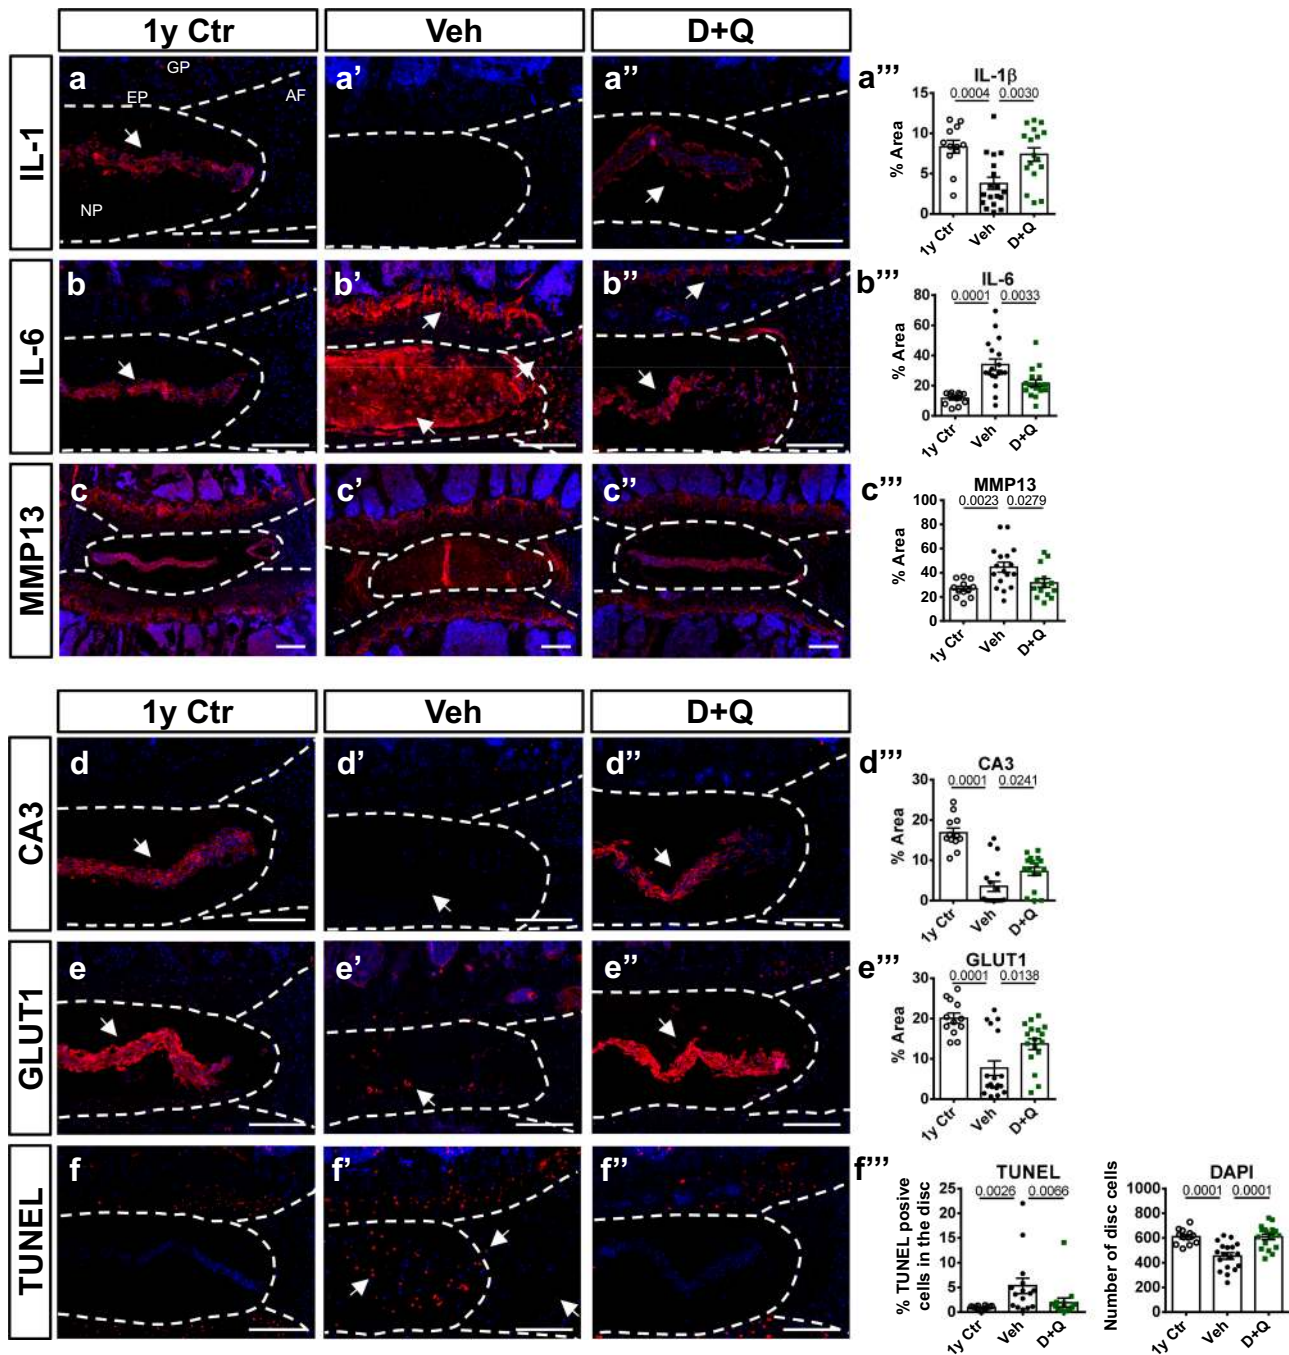 1y Ctr
Veh
D+Q
IL-1
a
GP
EP
AF
NP
a'
a''
a'''
IL-1β
0.0004
0.0030
% Area
15
10
5
0
1y Ctr
Veh
D+Q
IL-6
b
b'
b''
b'''
IL-6
0.0001
0.0033
% Area
80
60
40
20
0
1y Ctr
Veh
D+Q
MMP13
c
c'
c''
c'''
MMP13
0.0023
0.0279
% Area
100
80
60
40
20
0
1y Ctr
Veh
D+Q
1y Ctr
Veh
D+Q
CA3
d
d'
d''
d'''
CA3
0.0001
0.0241
% Area
30
20
10
0
1y Ctr
Veh
D+Q
GLUT1
e
e'
e''
e'''
GLUT1
0.0001
0.0138
% Area
30
20
10
0
1y Ctr
Veh
D+Q
TUNEL
f
f'
f''
f'''
TUNEL
0.0026
0.0066
% TUNEL posive
cells in the disc
25
20
15
10
5
0
1y Ctr
Veh
D+Q
DAPI
0.0001
0.0001
Number of disc cells
1000
800
600
400
200
0
1y Ctr
Veh
D+Q